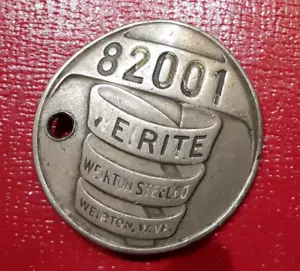 82001
WEIRITE
WEIRTON STEEL CO
WEIRTON, W. VA.